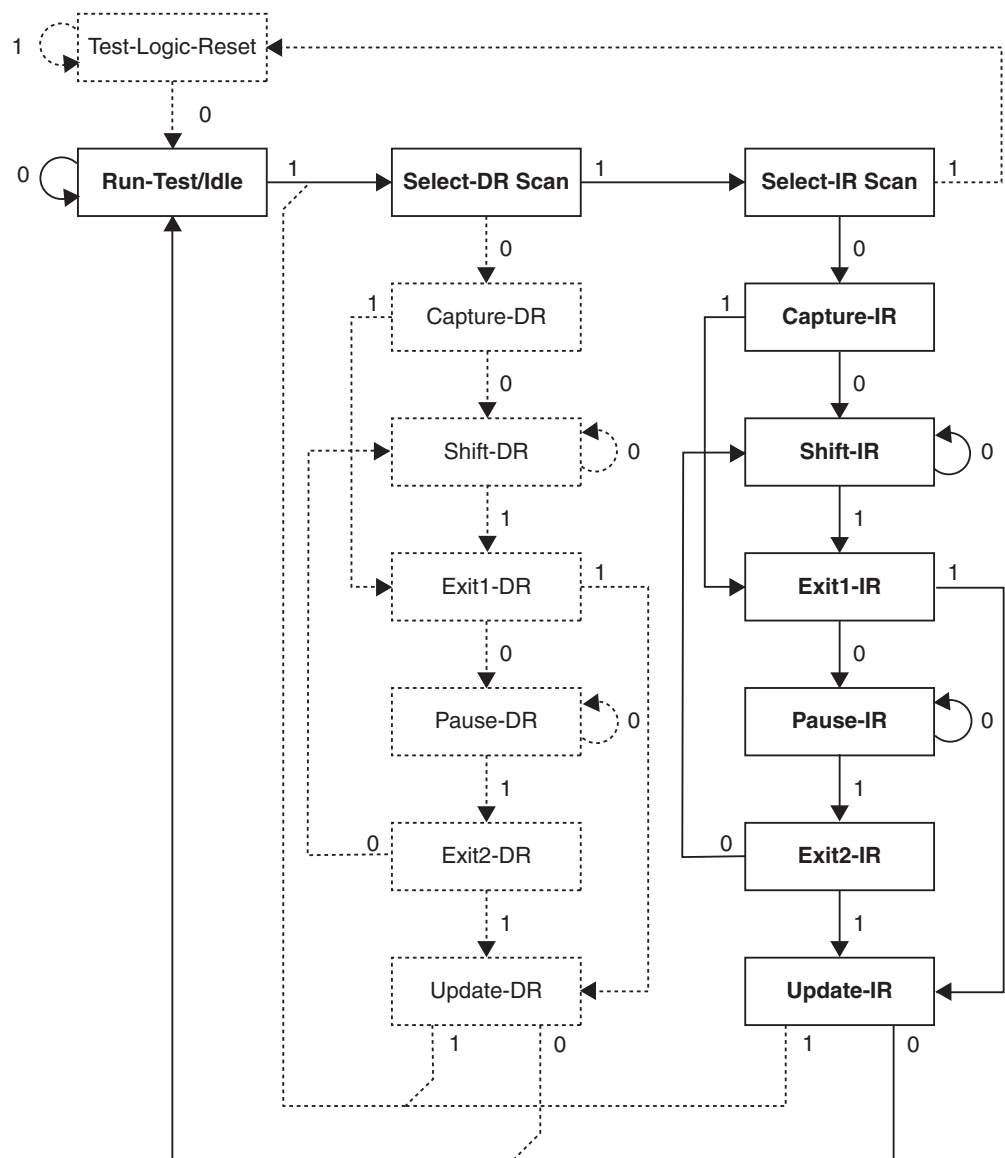 1
Test-Logic-Reset
0
0
Run-Test/Idle
1
Select-DR Scan
1
Select-IR Scan
1
0
0
1
Capture-DR
1
Capture-IR
0
0
Shift-DR
0
Shift-IR
0
1
1
Exit1-DR
1
Exit1-IR
1
0
0
Pause-DR
0
Pause-IR
0
1
1
0
Exit2-DR
0
Exit2-IR
1
1
Update-DR
Update-IR
1
0
1
0